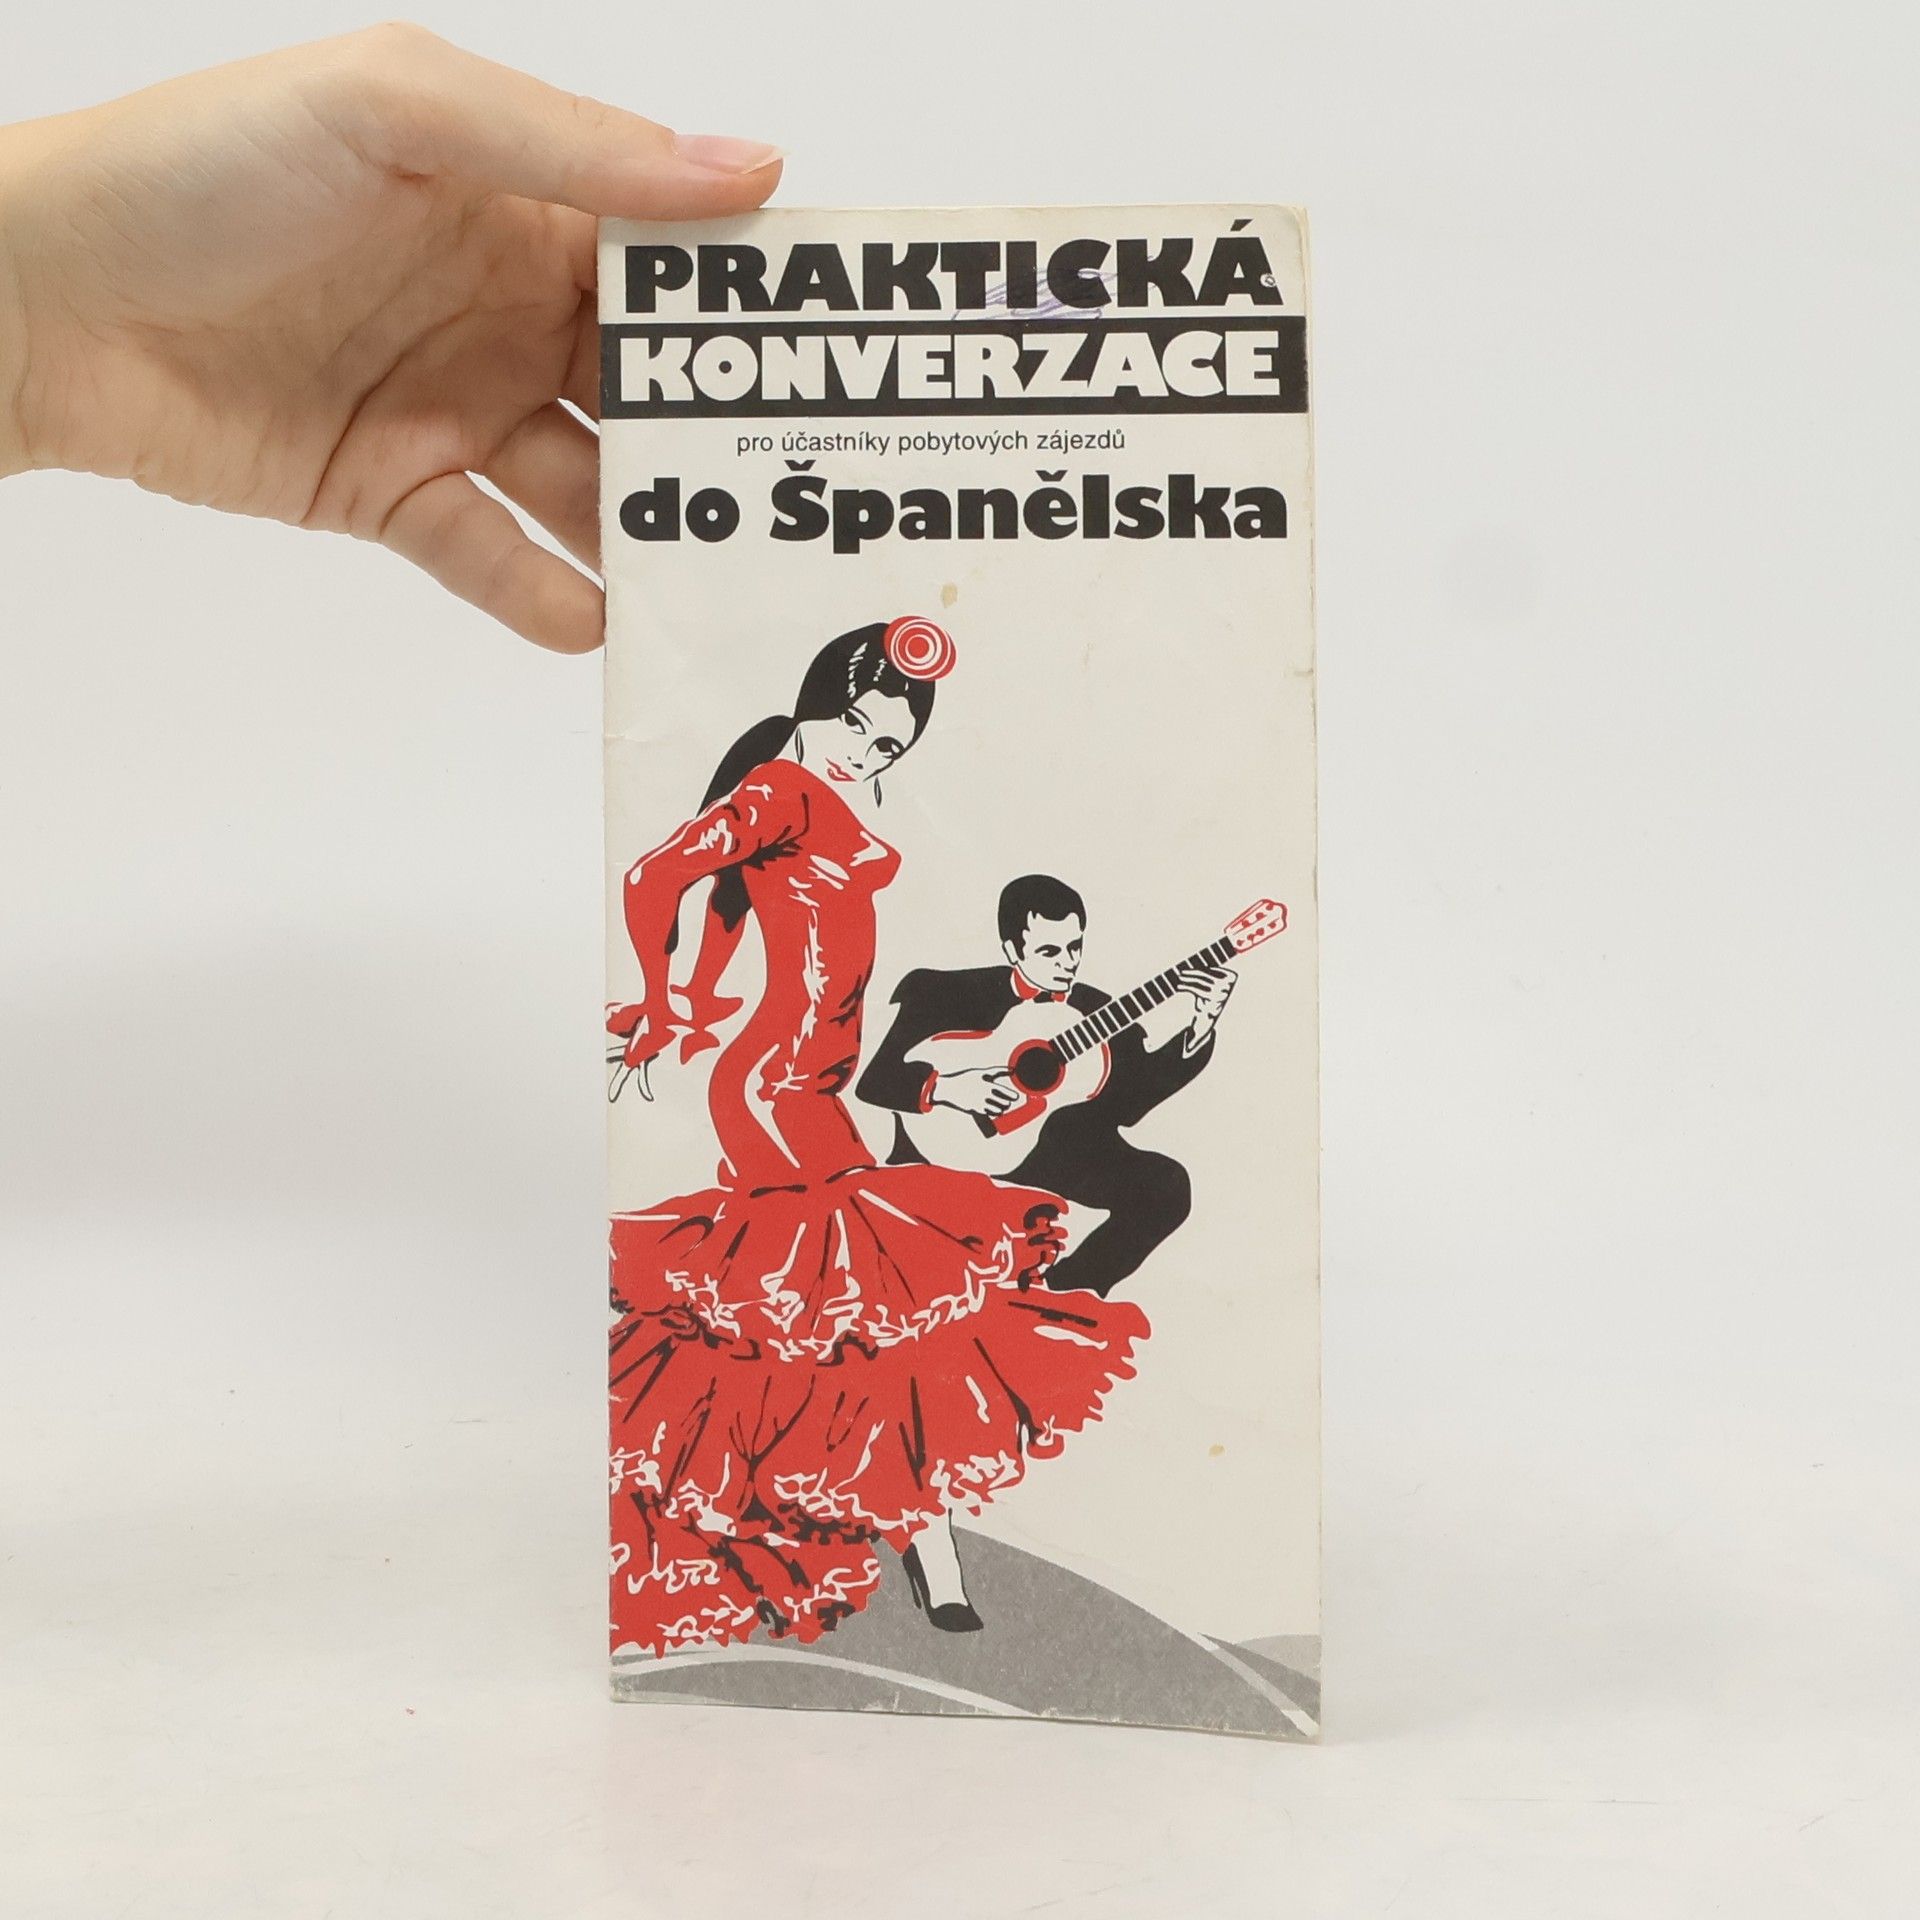 PRAKTICKÁ
KONVERZACE
pro účastníky pobytových zájezdů
do Španělska